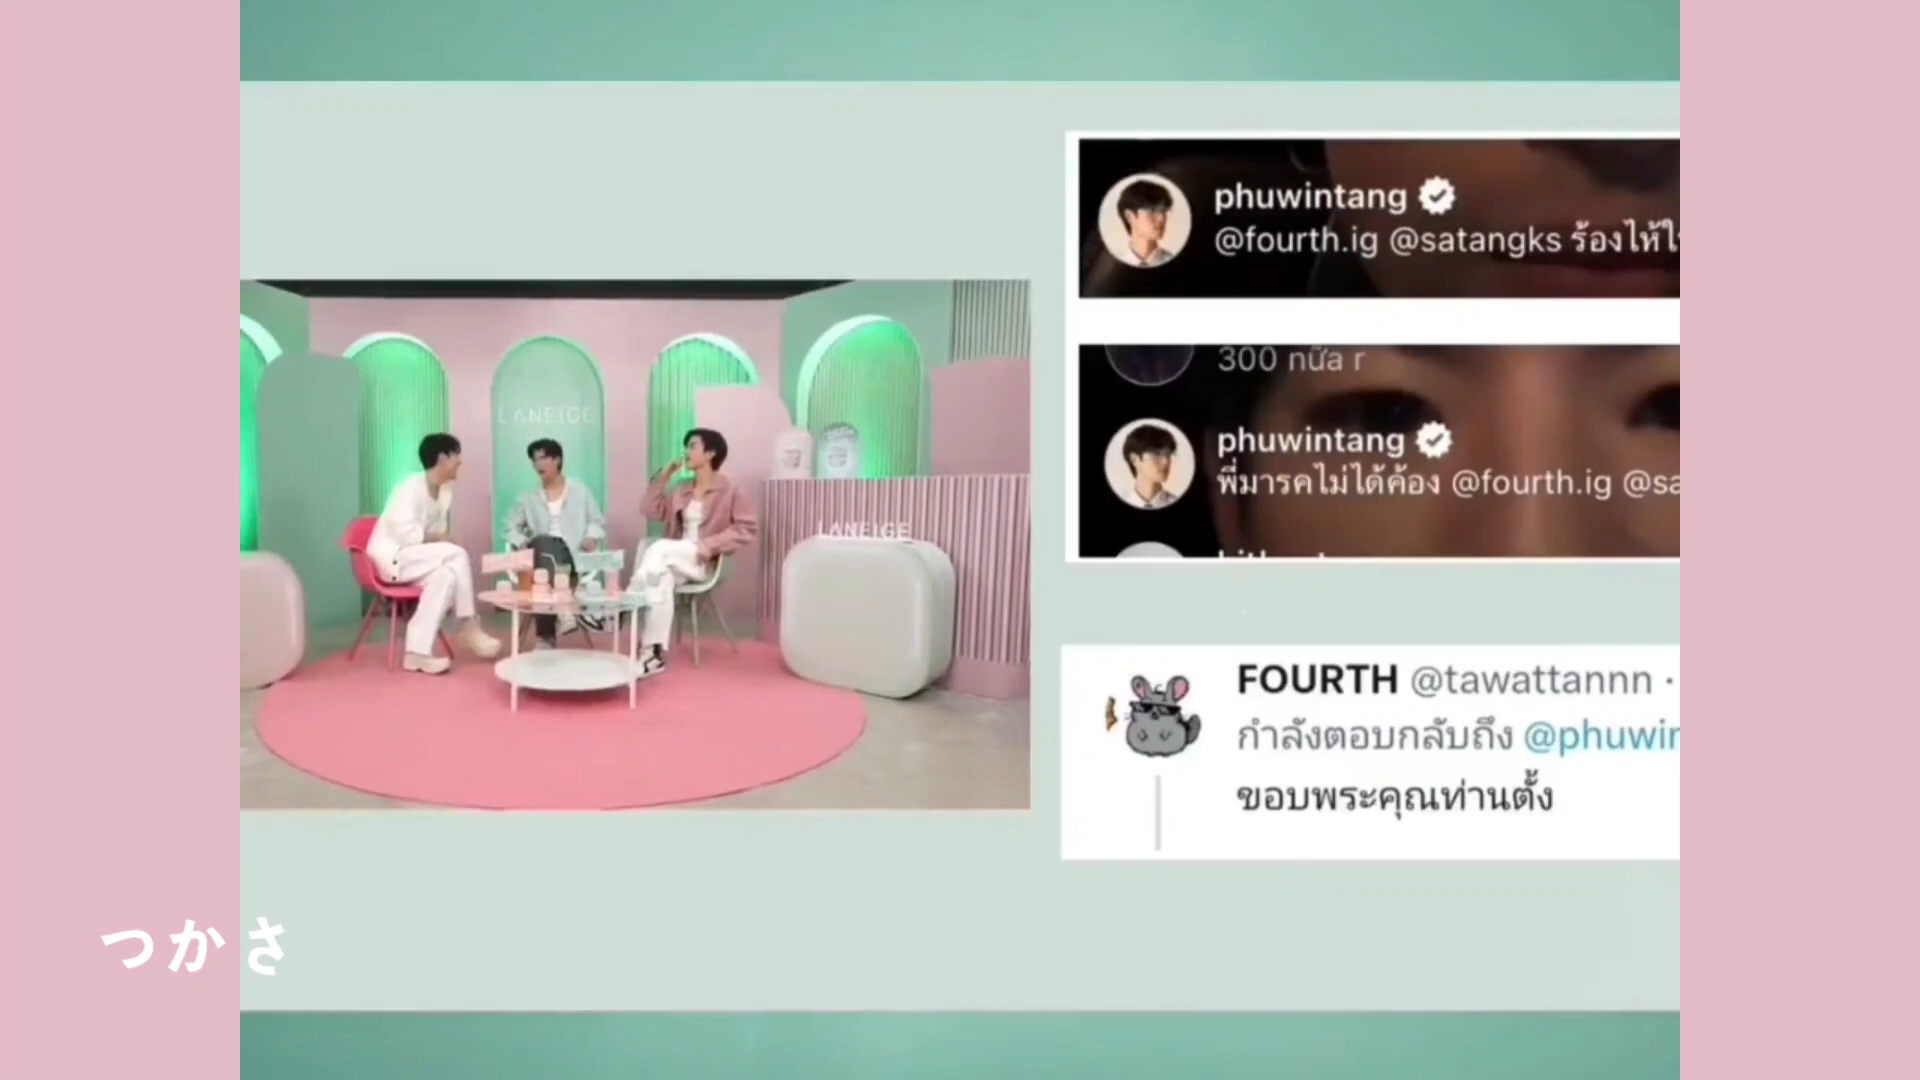 LANEIGE
LANEIGE
phuwintang
@fourth.ig @satangks ร้องไห้
300 กว่า r
phuwintang
พี่มารคไม่ได้ค้อง @fourth.ig @sa
FOURTH @tawattannn ·
กำลังตอบกลับถึง @phuwin
ขอบพระคุณท่านตั้ง
つかさ